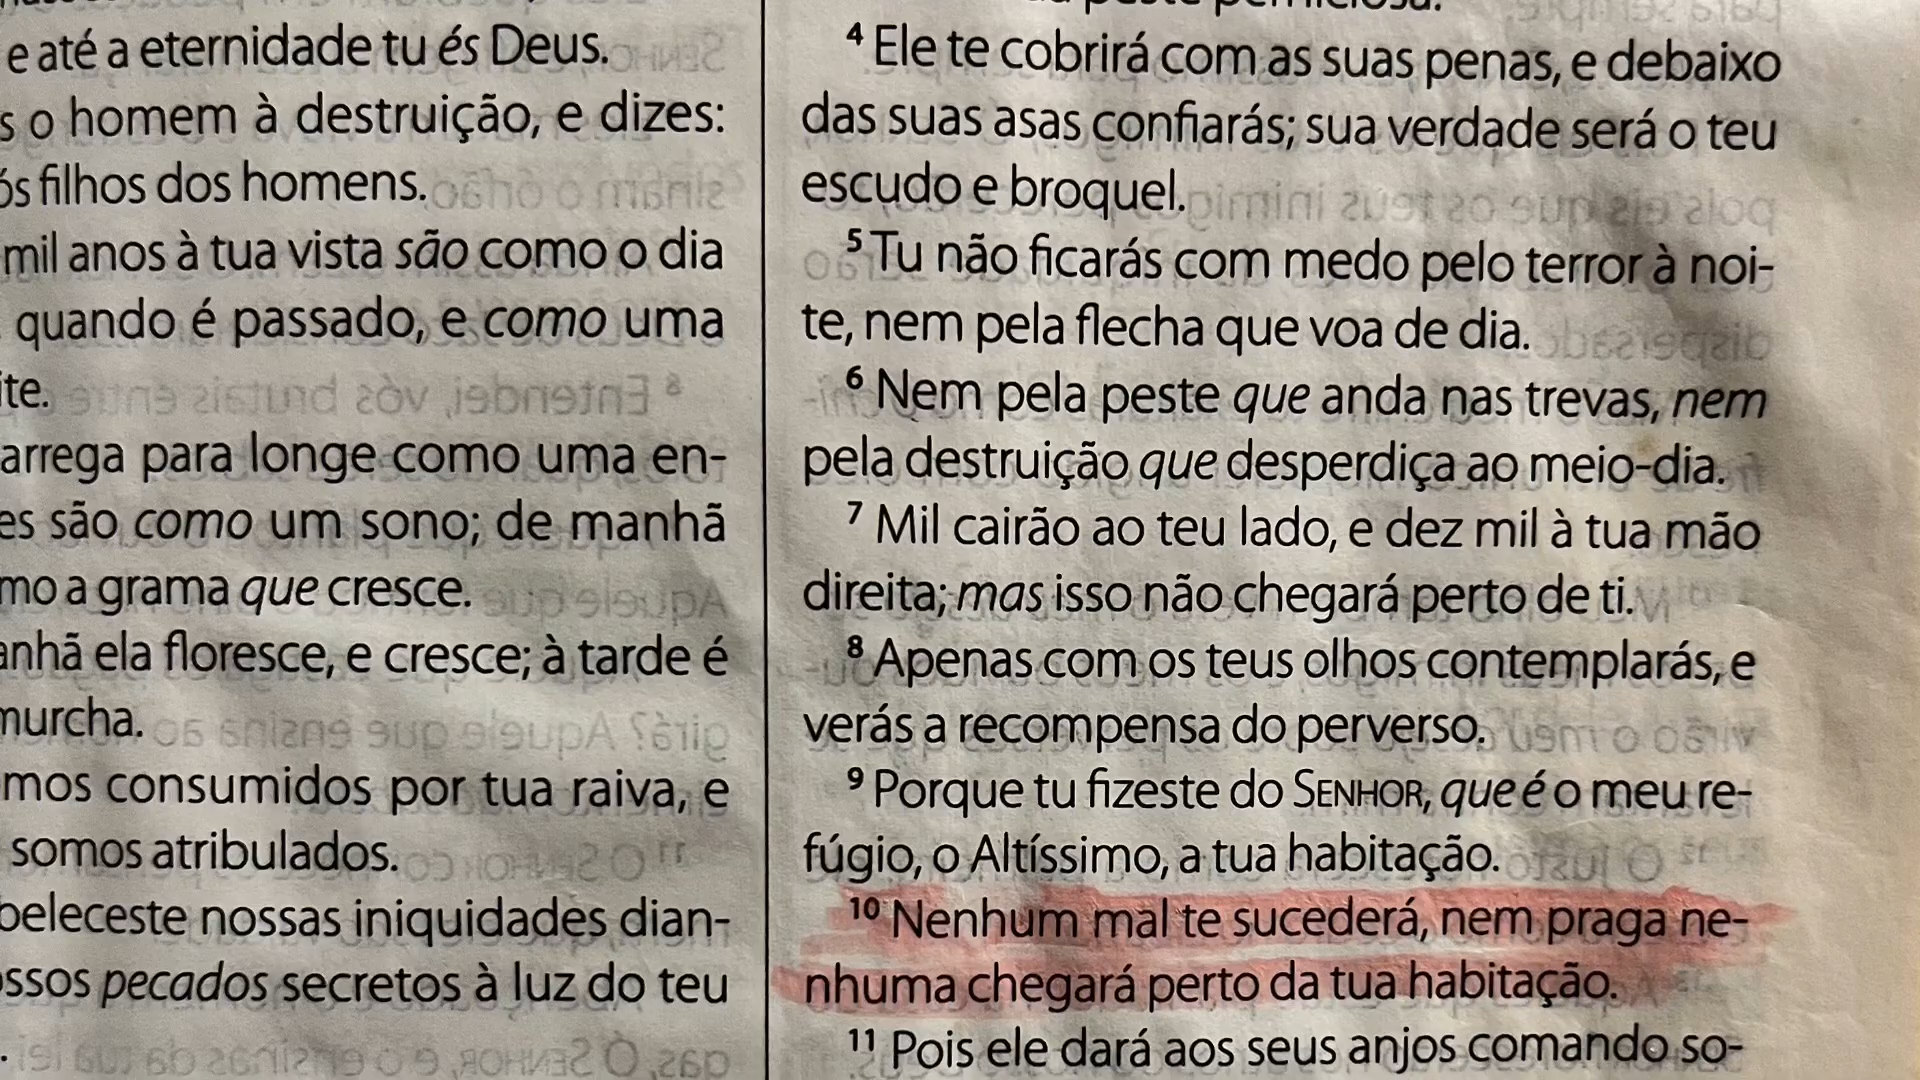 e até a eternidade tu és Deus.
o homem à destruição, e dizes:
filhos dos homens.
mil anos à tua vista são como o dia
quando é passado, e como uma
arrega para longe como uma en-
são como um sono; de manhã
a grama que cresce.
ela floresce, e cresce; à tarde é
murcha.
consumidos por tua raiva, e
somos atribulados.
nossas iniquidades dian-
pecados secretos à luz do teu
4 Ele te cobrirá com as suas penas, e debaixo
das suas asas confiarás; sua verdade será o teu
escudo e broquel.
5 Tu não ficarás com medo pelo terror à noi-
te, nem pela flecha que voa de dia.
6 Nem pela peste que anda nas trevas, nem
pela destruição que desperdiça ao meio-dia.
7 Mil cairão ao teu lado, e dez mil à tua mão
direita; mas isso não chegará perto de ti.
8 Apenas com os teus olhos contemplarás, e
verás a recompensa do perverso.
9 Porque tu fizeste do SENHOR, que é o meu re-
fúgio, o Altíssimo, a tua habitação.
10 Nenhum mal te sucederá, nem praga ne-
nhuma chegará perto da tua habitação.
11 Pois ele dará aos seus anjos comando so-